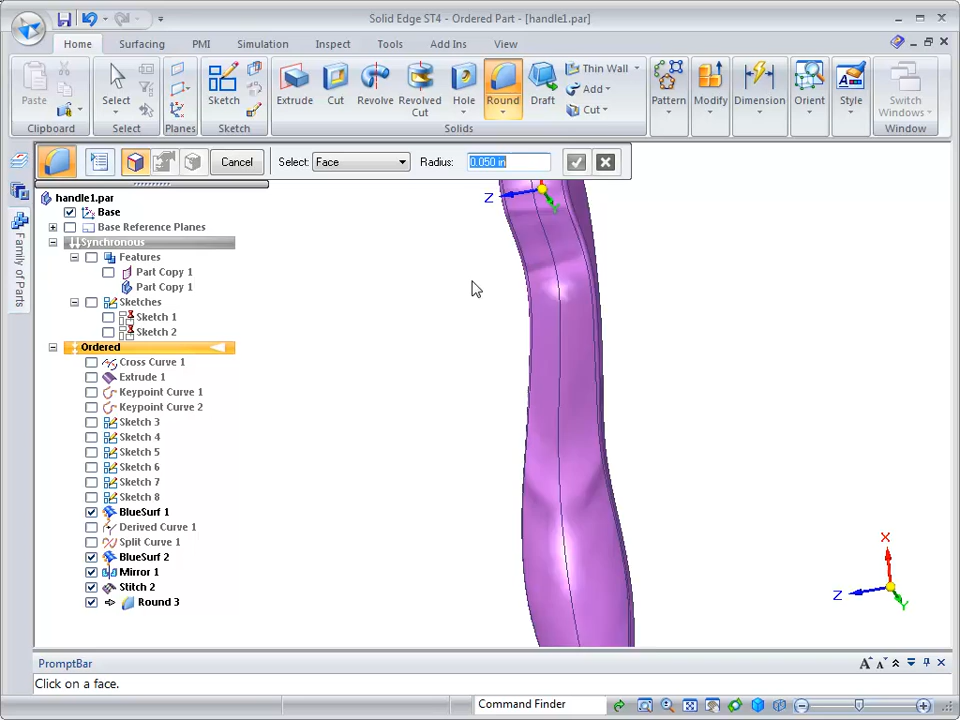 Solid Edge ST4 - Ordered Part - [handle1.par]
Home Surfacing PMI Simulation Inspect Tools Add Ins View
Paste Select Sketch Extrude Cut Revolve Revolved Cut Hole Round Draft Thin Wall Add Cut Pattern Modify Dimension Orient Style Switch Windows
Clipboard Select Planes Sketch Solids Window
Cancel Select: Face Radius: 0.050 in
handle1.par
Base
Base Reference Planes
Synchronous
Features
Part Copy 1
Part Copy 1
Sketches
Sketch 1
Sketch 2
Ordered
Cross Curve 1
Extrude 1
Keypoint Curve 1
Keypoint Curve 2
Sketch 3
Sketch 4
Sketch 5
Sketch 6
Sketch 7
Sketch 8
BlueSurf 1
Derived Curve 1
Split Curve 1
BlueSurf 2
Mirror 1
Stitch 2
Round 3
Family of Parts
Z Y
X
Z
Y
PromptBar
Click on a face.
Command Finder